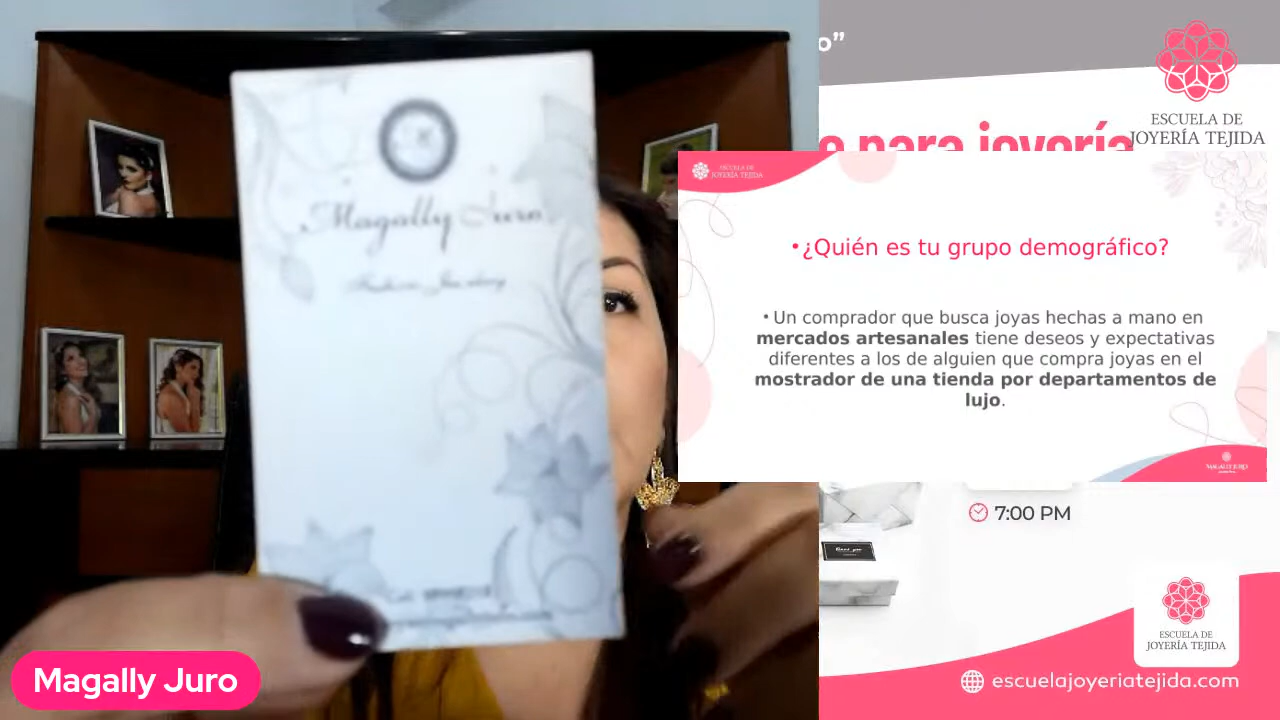 Magally Juro
Magally Juro
o”
e para joyería
ESCUELA DE
JOYERÍA TEJIDA
ESCUELA DE
JOYERÍA TEJIDA
•¿Quién es tu grupo demográfico?
•Un comprador que busca joyas hechas a mano en
mercados artesanales tiene deseos y expectativas
diferentes a los de alguien que compra joyas en el
mostrador de una tienda por departamentos de
lujo.
MAGALLY JURO
7:00 PM
ESCUELA DE
JOYERÍA TEJIDA
escuelajoyeriatejida.com